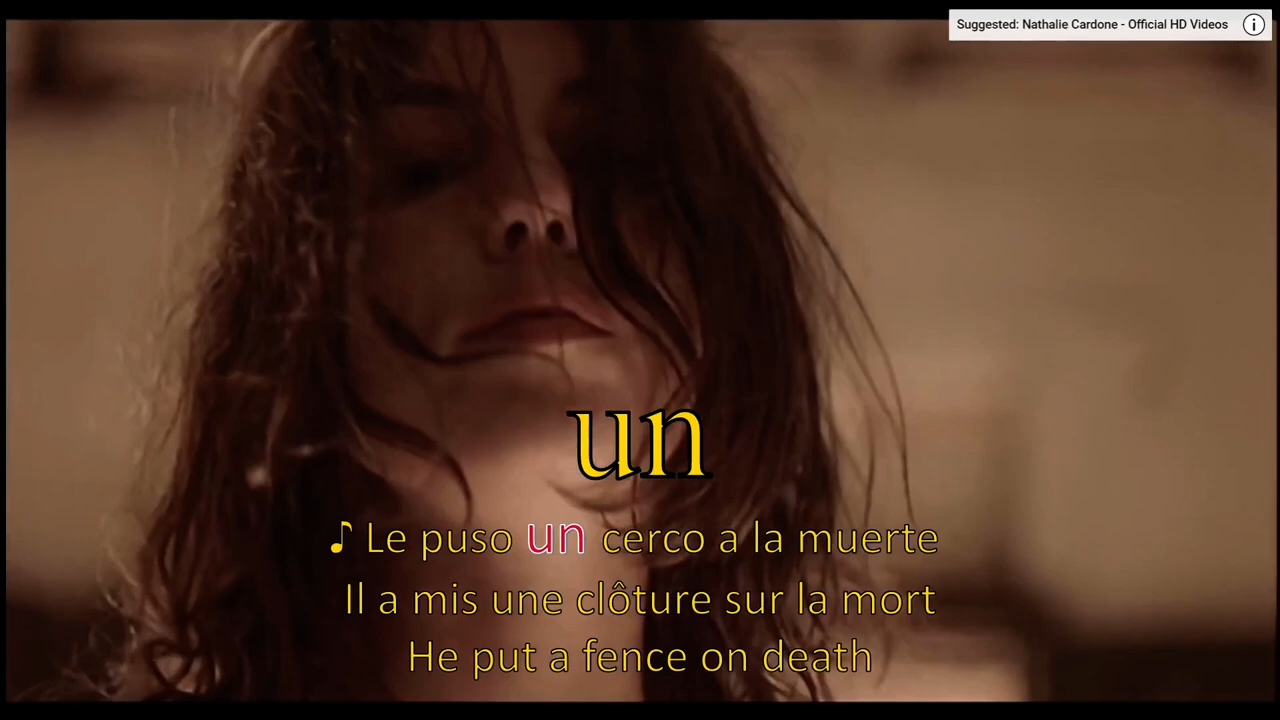 Suggested: Nathalie Cardone - Official HD Videos
un
♪ Le puso un cerco a la muerte
Il a mis une clôture sur la mort
He put a fence on death